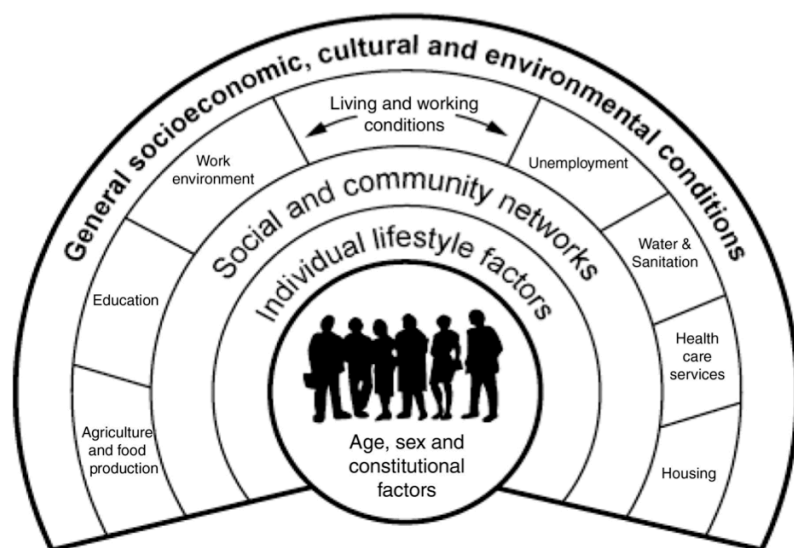 General socioeconomic, cultural and environmental conditions
Living and working
conditions
Work
environment
Unemployment
Education
Water &
Sanitation
Agriculture
and food
production
Health
care
services
Housing
Social and community networks
Individual lifestyle factors
Age, sex and
constitutional
factors